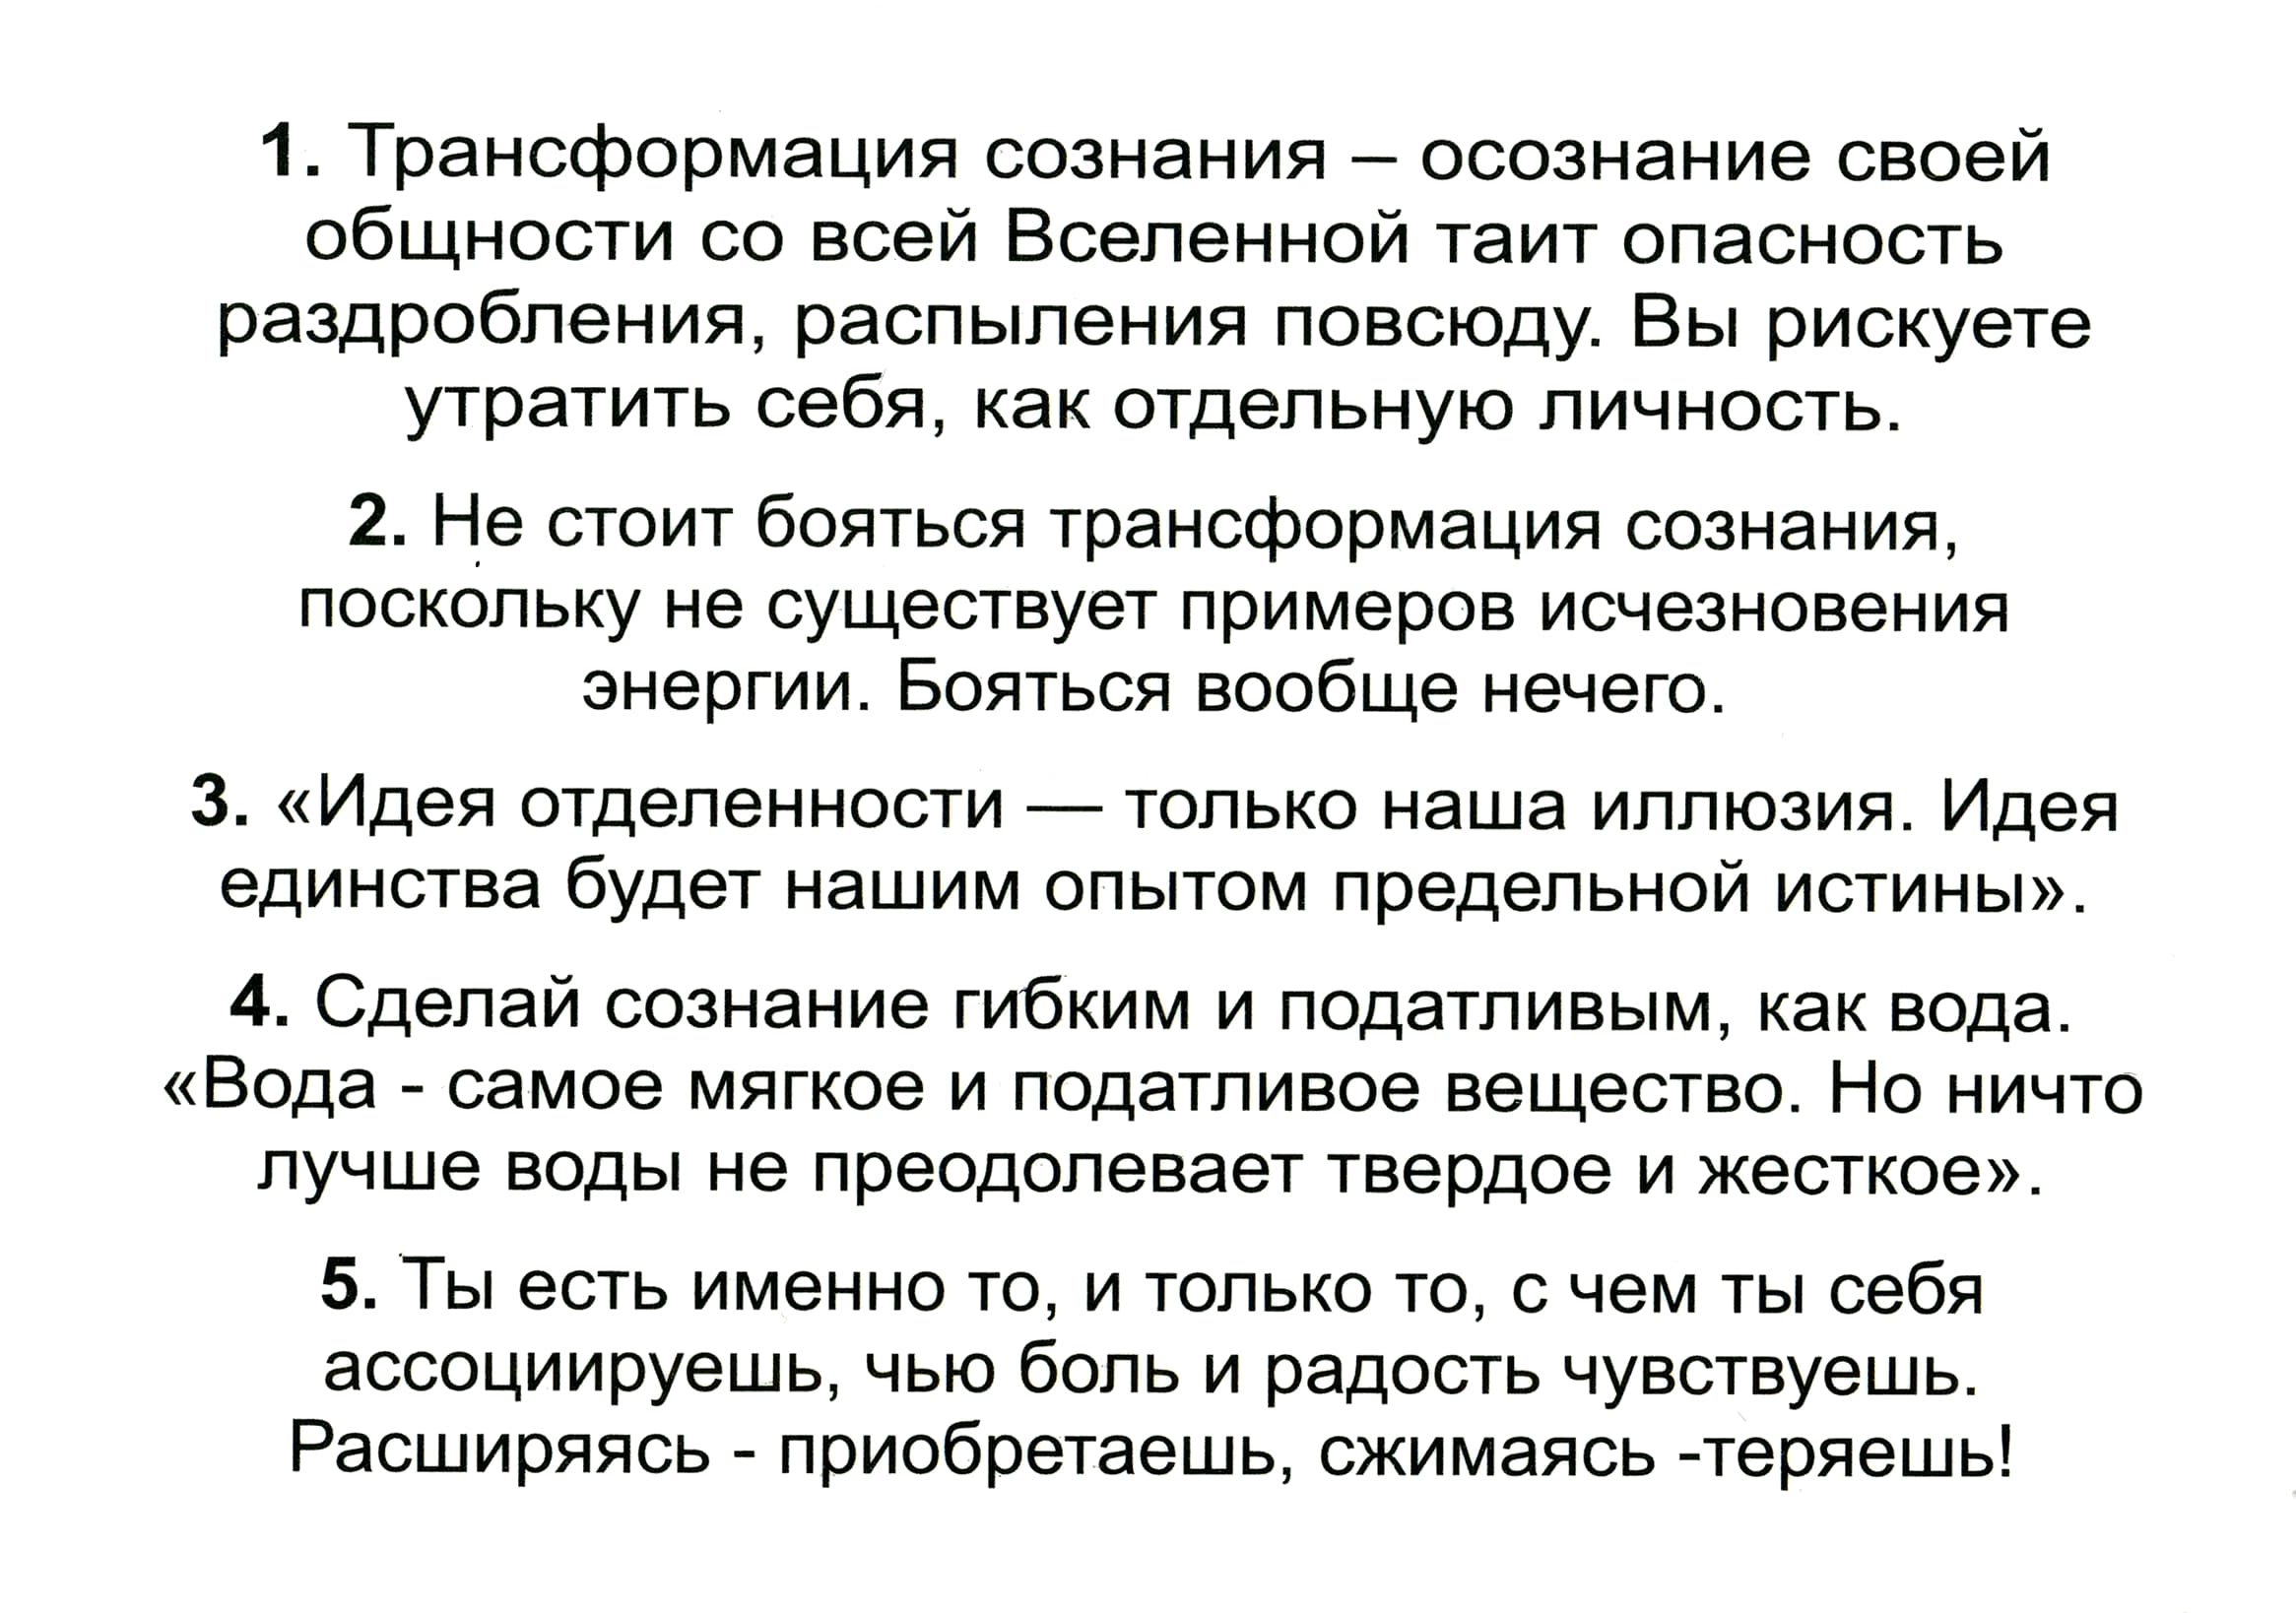 1. Трансформация сознания – осознание своей
общности со всей Вселенной таит опасность
раздробления, распыления повсюду. Вы рискуете
утратить себя, как отдельную личность.
2. Не стоит бояться трансформация сознания,
поскольку не существует примеров исчезновения
энергии. Бояться вообще нечего.
3. «Идея отделенности — только наша иллюзия. Идея
единства будет нашим опытом предельной истины».
4. Сделай сознание гибким и податливым, как вода.
«Вода - самое мягкое и податливое вещество. Но ничто
лучше воды не преодолевает твердое и жесткое».
5. Ты есть именно то, и только то, с чем ты себя
ассоциируешь, чью боль и радость чувствуешь.
Расширяясь - приобретаешь, сжимаясь -теряешь!